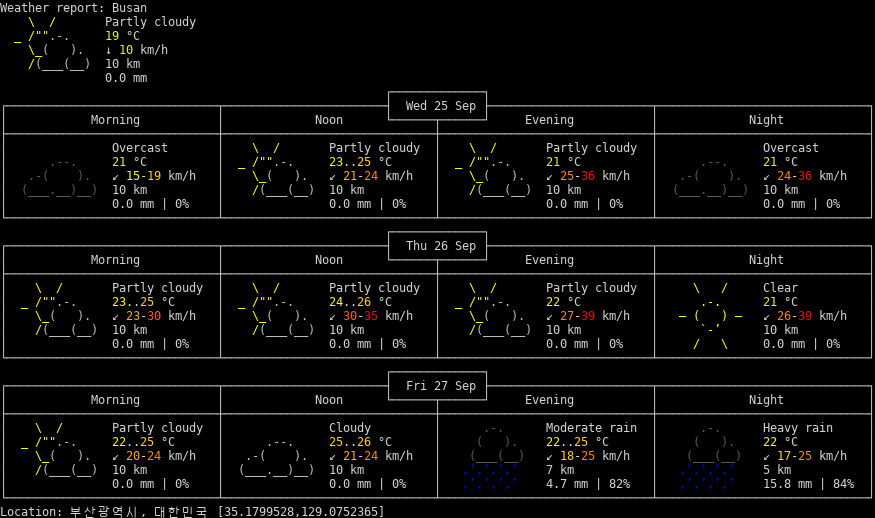 Weather report: Busan
Partly cloudy
19 °C
↓ 10 km/h
10 km
0.0 mm
Wed 25 Sep
Morning Noon Evening Night
Overcast Partly cloudy Partly cloudy Overcast
21 °C 23..25 °C 21 °C 21 °C
↙ 15-19 km/h ↙ 21-24 km/h ↙ 25-36 km/h ↙ 24-36 km/h
10 km 10 km 10 km 10 km
0.0 mm | 0% 0.0 mm | 0% 0.0 mm | 0% 0.0 mm | 0%
Thu 26 Sep
Morning Noon Evening Night
Partly cloudy Partly cloudy Partly cloudy Clear
23..25 °C 24..26 °C 22 °C 21 °C
↙ 23-30 km/h ↙ 30-35 km/h ↙ 27-39 km/h ↙ 26-39 km/h
10 km 10 km 10 km 10 km
0.0 mm | 0% 0.0 mm | 0% 0.0 mm | 0% 0.0 mm | 0%
Fri 27 Sep
Morning Noon Evening Night
Partly cloudy Cloudy Moderate rain Heavy rain
22..25 °C 25..26 °C 22..25 °C 22 °C
↙ 20-24 km/h ↙ 21-24 km/h ↙ 18-25 km/h ↙ 17-25 km/h
10 km 10 km 7 km 5 km
0.0 mm | 0% 0.0 mm | 0% 4.7 mm | 82% 15.8 mm | 84%
Location: 부산광역시, 대한민국 [35.1799528,129.0752365]